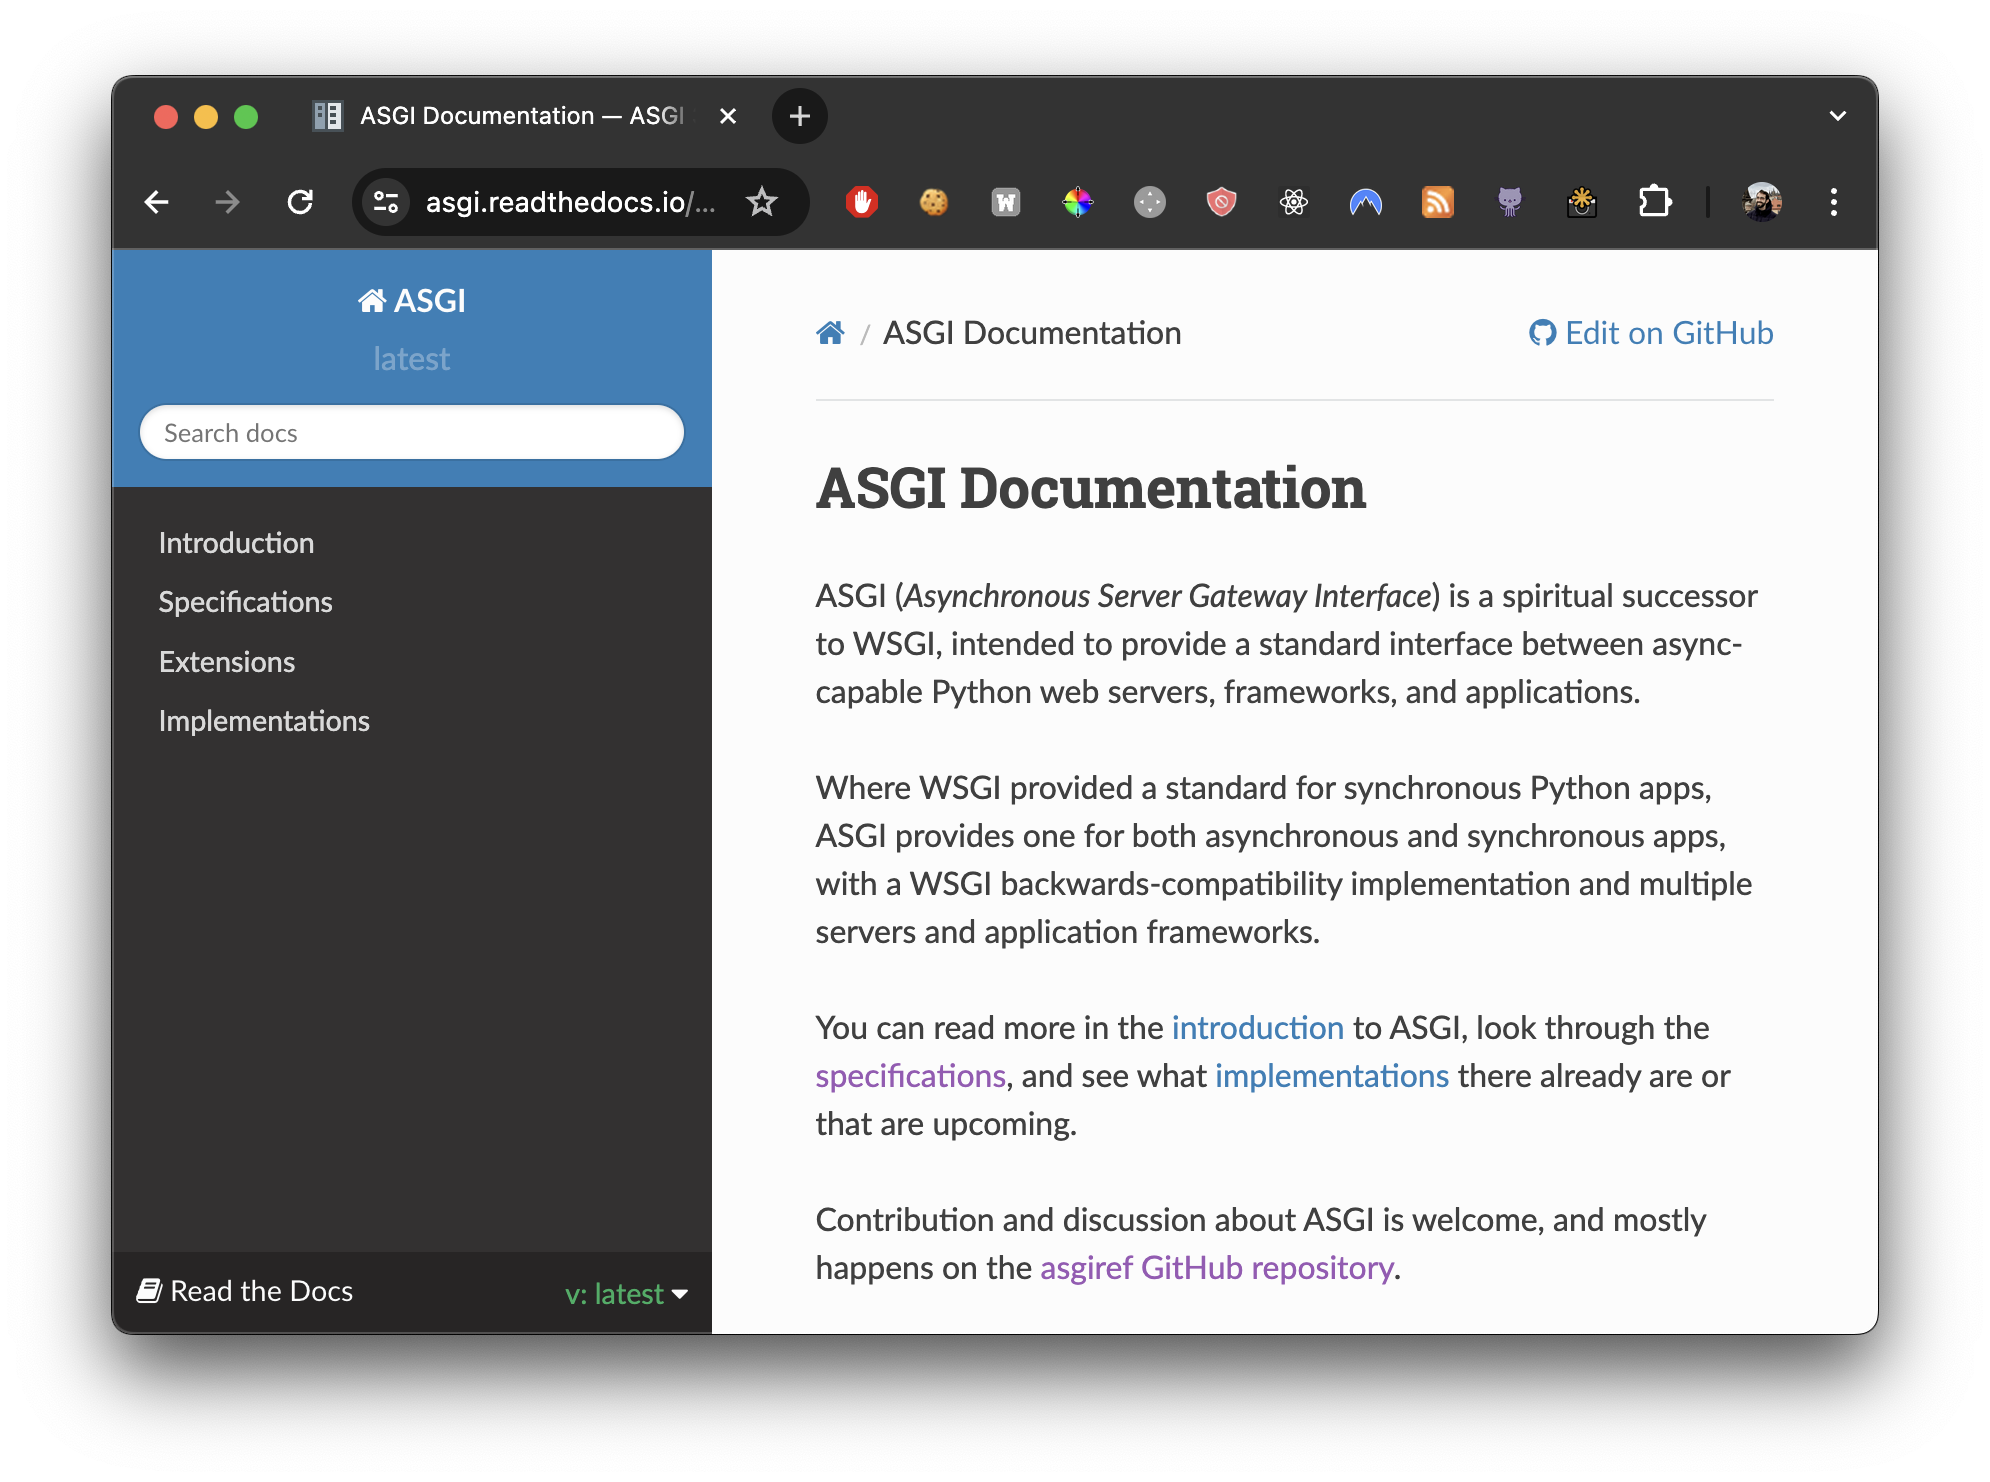 ASGI Documentation — ASGI
asgi.readthedocs.io/...
W
ASGI
latest
Search docs
Introduction
Specifications
Extensions
Implementations
Read the Docs
v: latest
/ ASGI Documentation
Edit on GitHub
ASGI Documentation
ASGI (Asynchronous Server Gateway Interface) is a spiritual successor
to WSGI, intended to provide a standard interface between async-
capable Python web servers, frameworks, and applications.
Where WSGI provided a standard for synchronous Python apps,
ASGI provides one for both asynchronous and synchronous apps,
with a WSGI backwards-compatibility implementation and multiple
servers and application frameworks.
You can read more in the introduction to ASGI, look through the
specifications, and see what implementations there already are or
that are upcoming.
Contribution and discussion about ASGI is welcome, and mostly
happens on the asgiref GitHub repository.